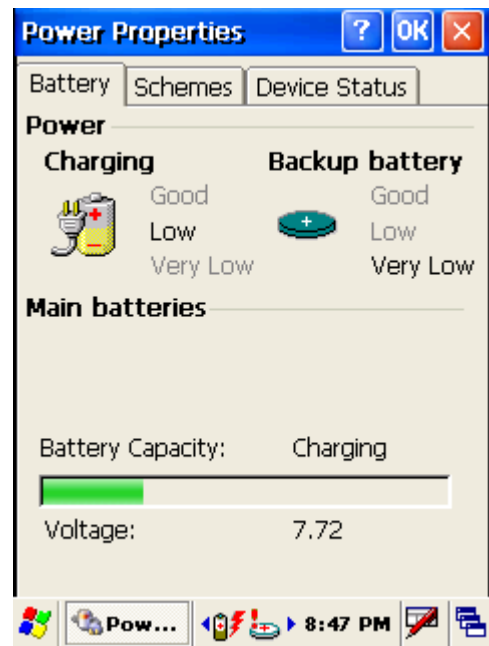 Power Properties ? OK ×
Battery Schemes Device Status
Power
Charging Backup battery
Good Good
Low Low
Very Low Very Low
Main batteries
Battery Capacity: Charging
Voltage: 7.72
Pow... 8:47 PM